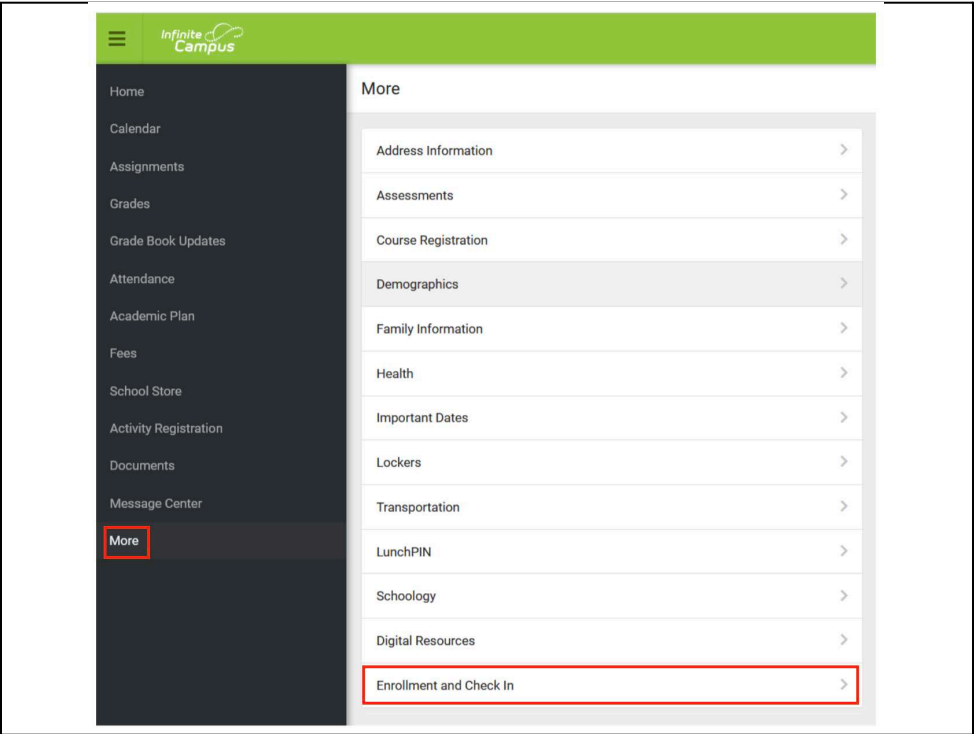 Infinite
Campus
Home
Calendar
Assignments
Grades
Grade Book Updates
Attendance
Academic Plan
Fees
School Store
Activity Registration
Documents
Message Center
More
More
Address Information
Assessments
Course Registration
Demographics
Family Information
Health
Important Dates
Lockers
Transportation
LunchPIN
Schoology
Digital Resources
Enrollment and Check In